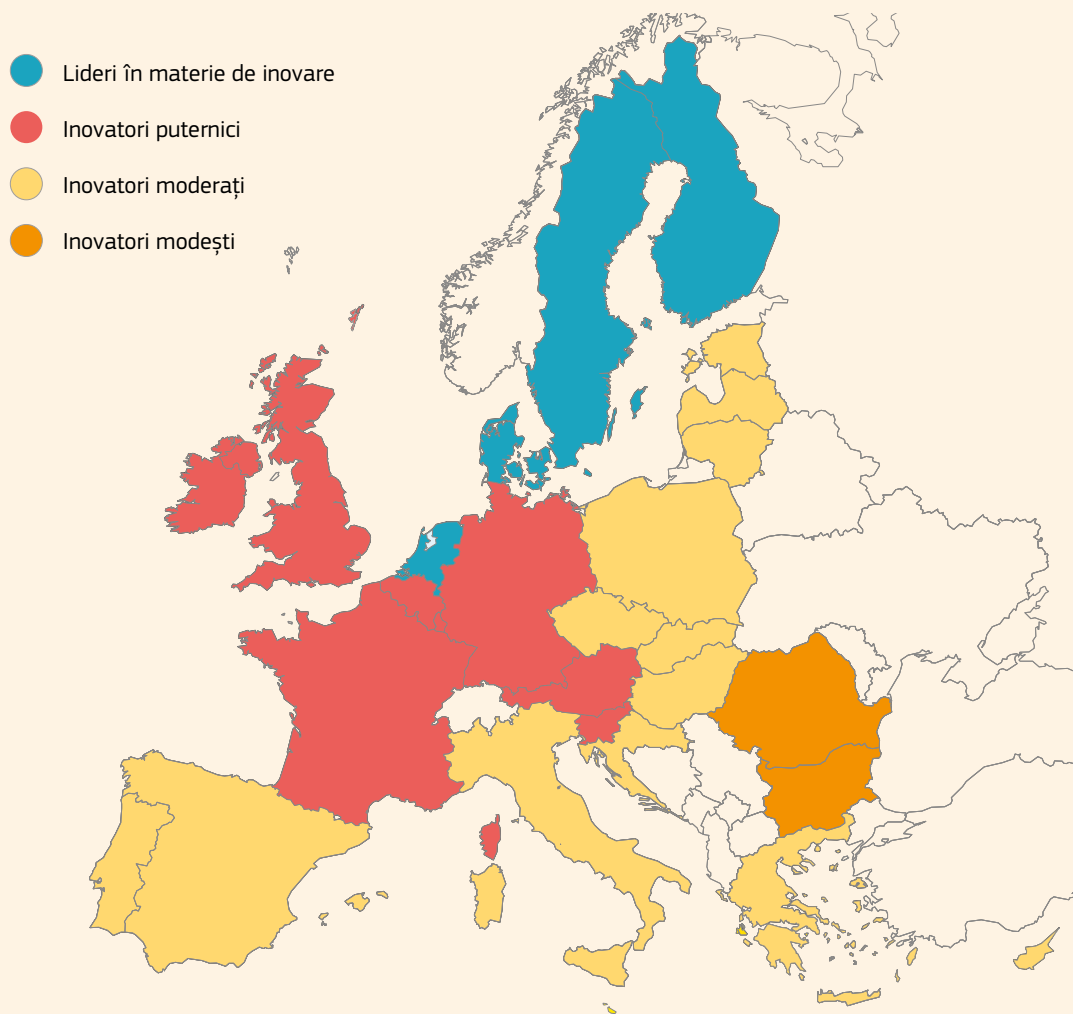 Lideri în materie de inovare
Inovatori puternici
Inovatori moderați
Inovatori modești